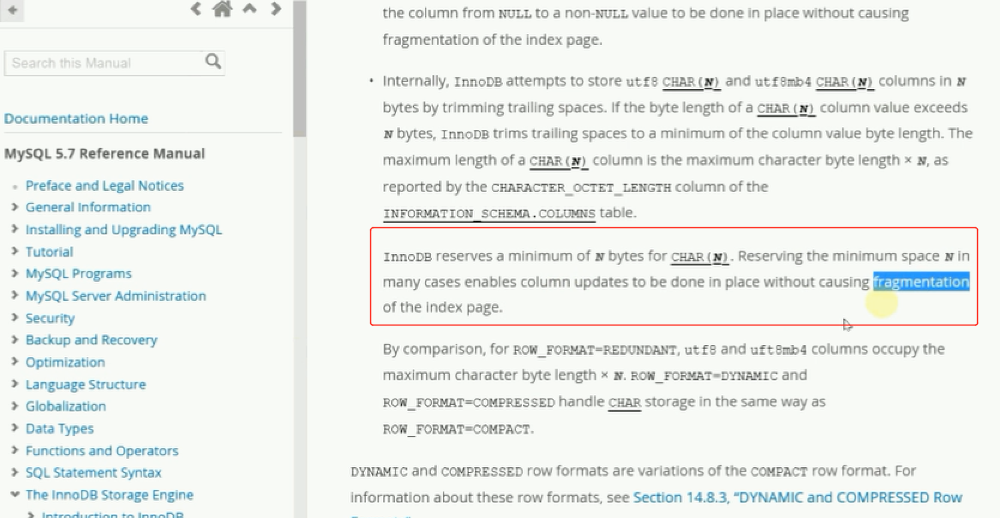 Search this Manual
Documentation Home
MySQL 5.7 Reference Manual
Preface and Legal Notices
General Information
Installing and Upgrading MySQL
Tutorial
MySQL Programs
MySQL Server Administration
Security
Backup and Recovery
Optimization
Language Structure
Globalization
Data Types
Functions and Operators
SQL Statement Syntax
The InnoDB Storage Engine
Introduction to InnoDB
the column from NULL to a non-NULL value to be done in place without causing
fragmentation of the index page.
• Internally, InnoDB attempts to store utf8 CHAR(N) and utf8mb4 CHAR(N) columns in N
bytes by trimming trailing spaces. If the byte length of a CHAR(N) column value exceeds
N bytes, InnoDB trims trailing spaces to a minimum of the column value byte length. The
maximum length of a CHAR(N) column is the maximum character byte length × N, as
reported by the CHARACTER_OCTET_LENGTH column of the
INFORMATION_SCHEMA.COLUMNS table.
InnoDB reserves a minimum of N bytes for CHAR(N). Reserving the minimum space N in
many cases enables column updates to be done in place without causing fragmentation
of the index page.
By comparison, for ROW_FORMAT=REDUNDANT, utf8 and uft8mb4 columns occupy the
maximum character byte length × N. ROW_FORMAT=DYNAMIC and
ROW_FORMAT=COMPRESSED handle CHAR storage in the same way as
ROW_FORMAT=COMPACT.
DYNAMIC and COMPRESSED row formats are variations of the COMPACT row format. For
information about these row formats, see Section 14.8.3, “DYNAMIC and COMPRESSED Row